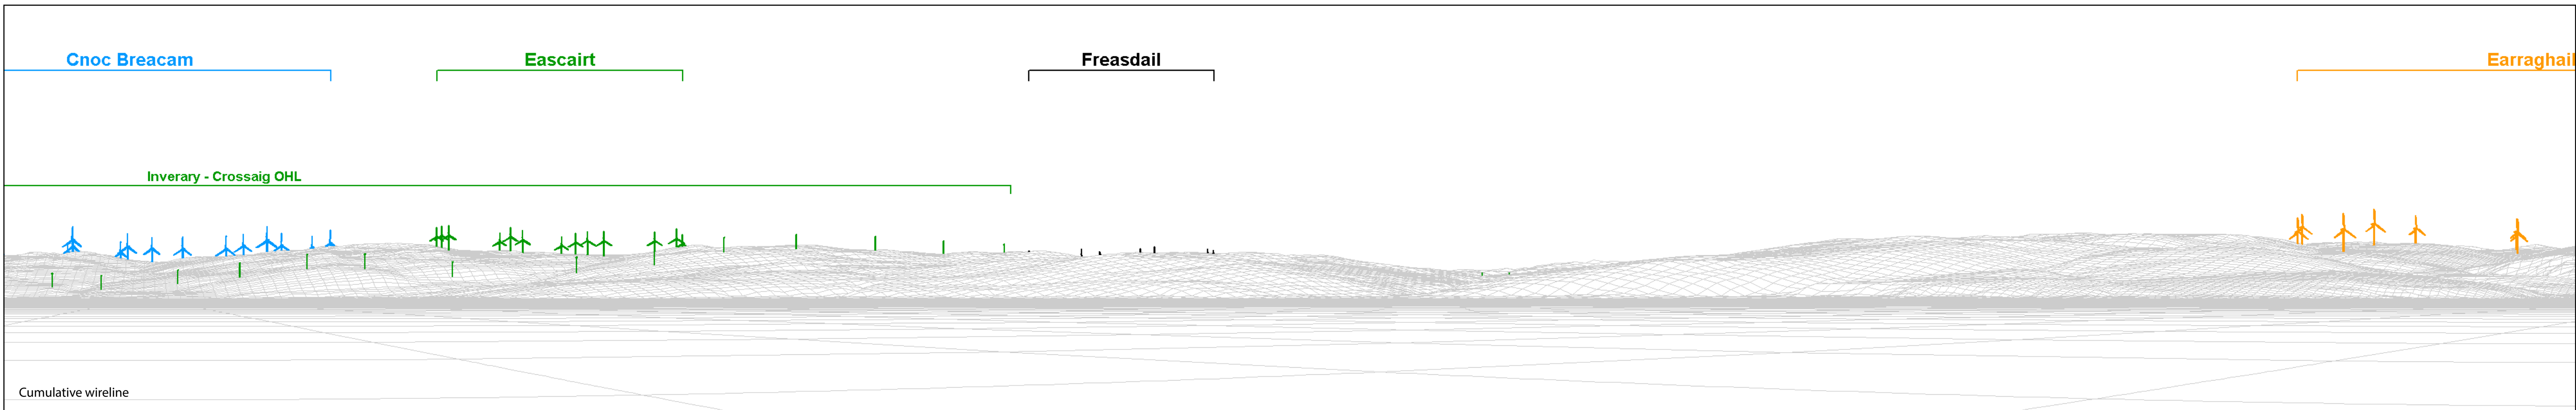 Cnoc Breacam
Eascairt
Freasdail
Earraghail
Inverary - Crossaig OHL
Cumulative wireline